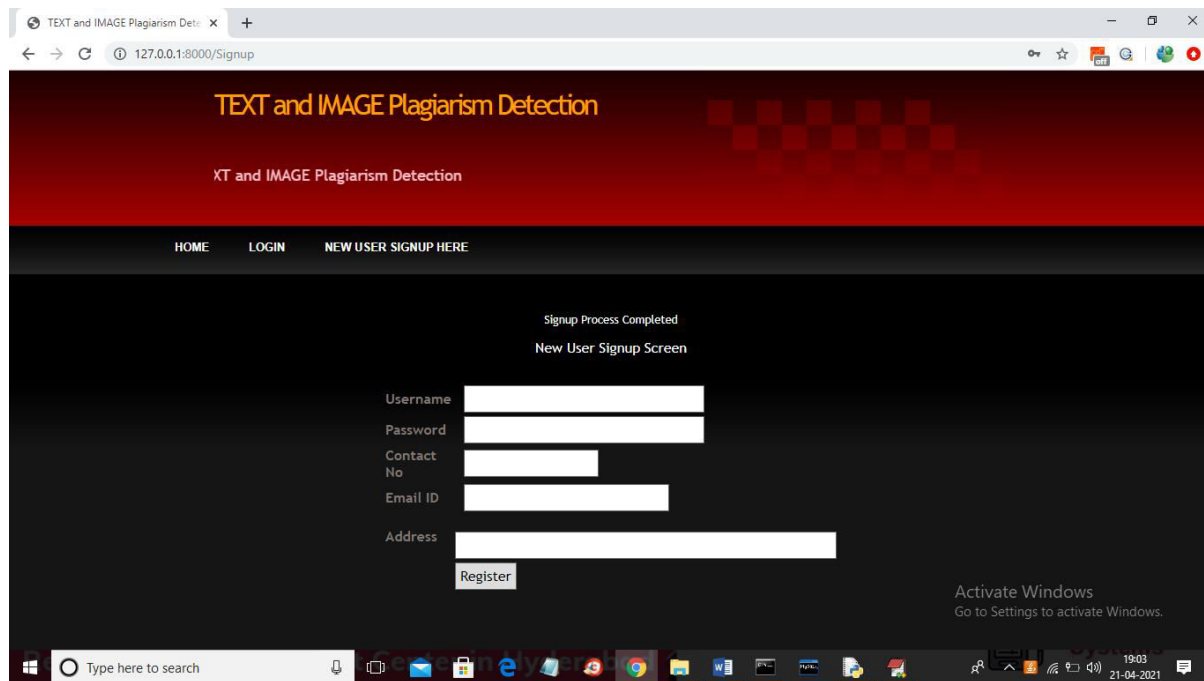 TEXT and IMAGE Plagiarism Dete
127.0.0.1:8000/Signup
off
TEXT and IMAGE Plagiarism Detection
XT and IMAGE Plagiarism Detection
HOME LOGIN NEW USER SIGNUP HERE
Signup Process Completed
New User Signup Screen
Username
Password
Contact
No
Email ID
Address
Register
Activate Windows
Go to Settings to activate Windows.
Type here to search
19:03
21-04-2021